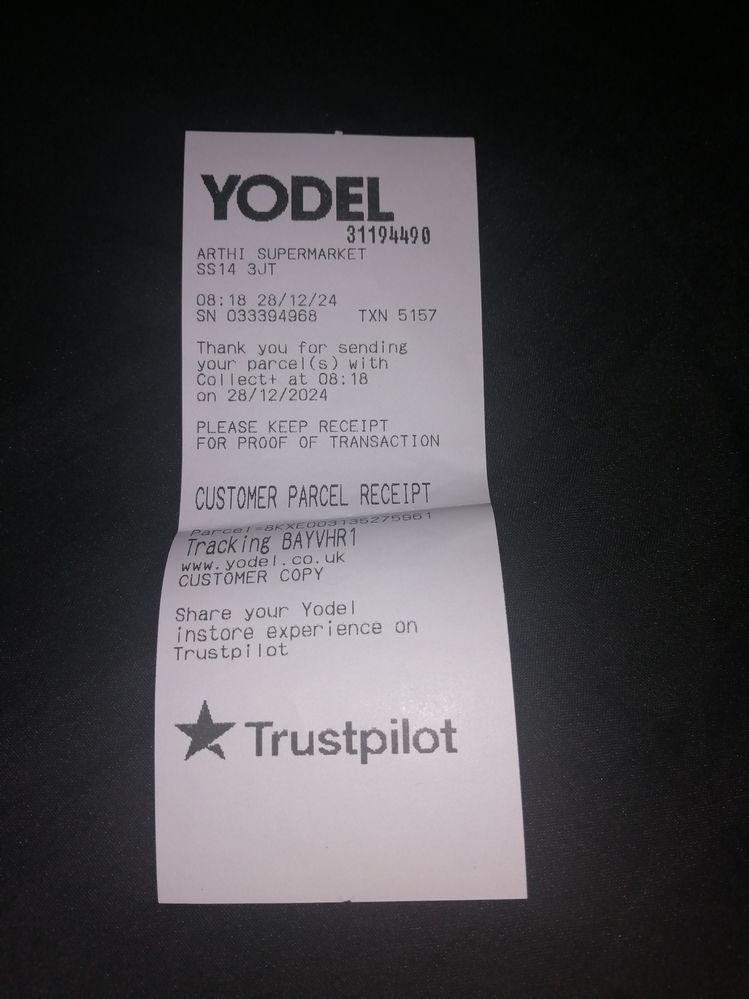 YODEL
31194490
ARTHI SUPERMARKET
SS14 3JT
08:18 28/12/24
SN 033394968 TXN 5157
Thank you for sending
your parcel(s) with
Collect+ at 08:18
on 28/12/2024
PLEASE KEEP RECEIPT
FOR PROOF OF TRANSACTION
CUSTOMER PARCEL RECEIPT
Parcel=8KXE003135275961
Tracking BAYVHR1
www.yodel.co.uk
CUSTOMER COPY
Share your Yodel
instore experience on
Trustpilot
Trustpilot